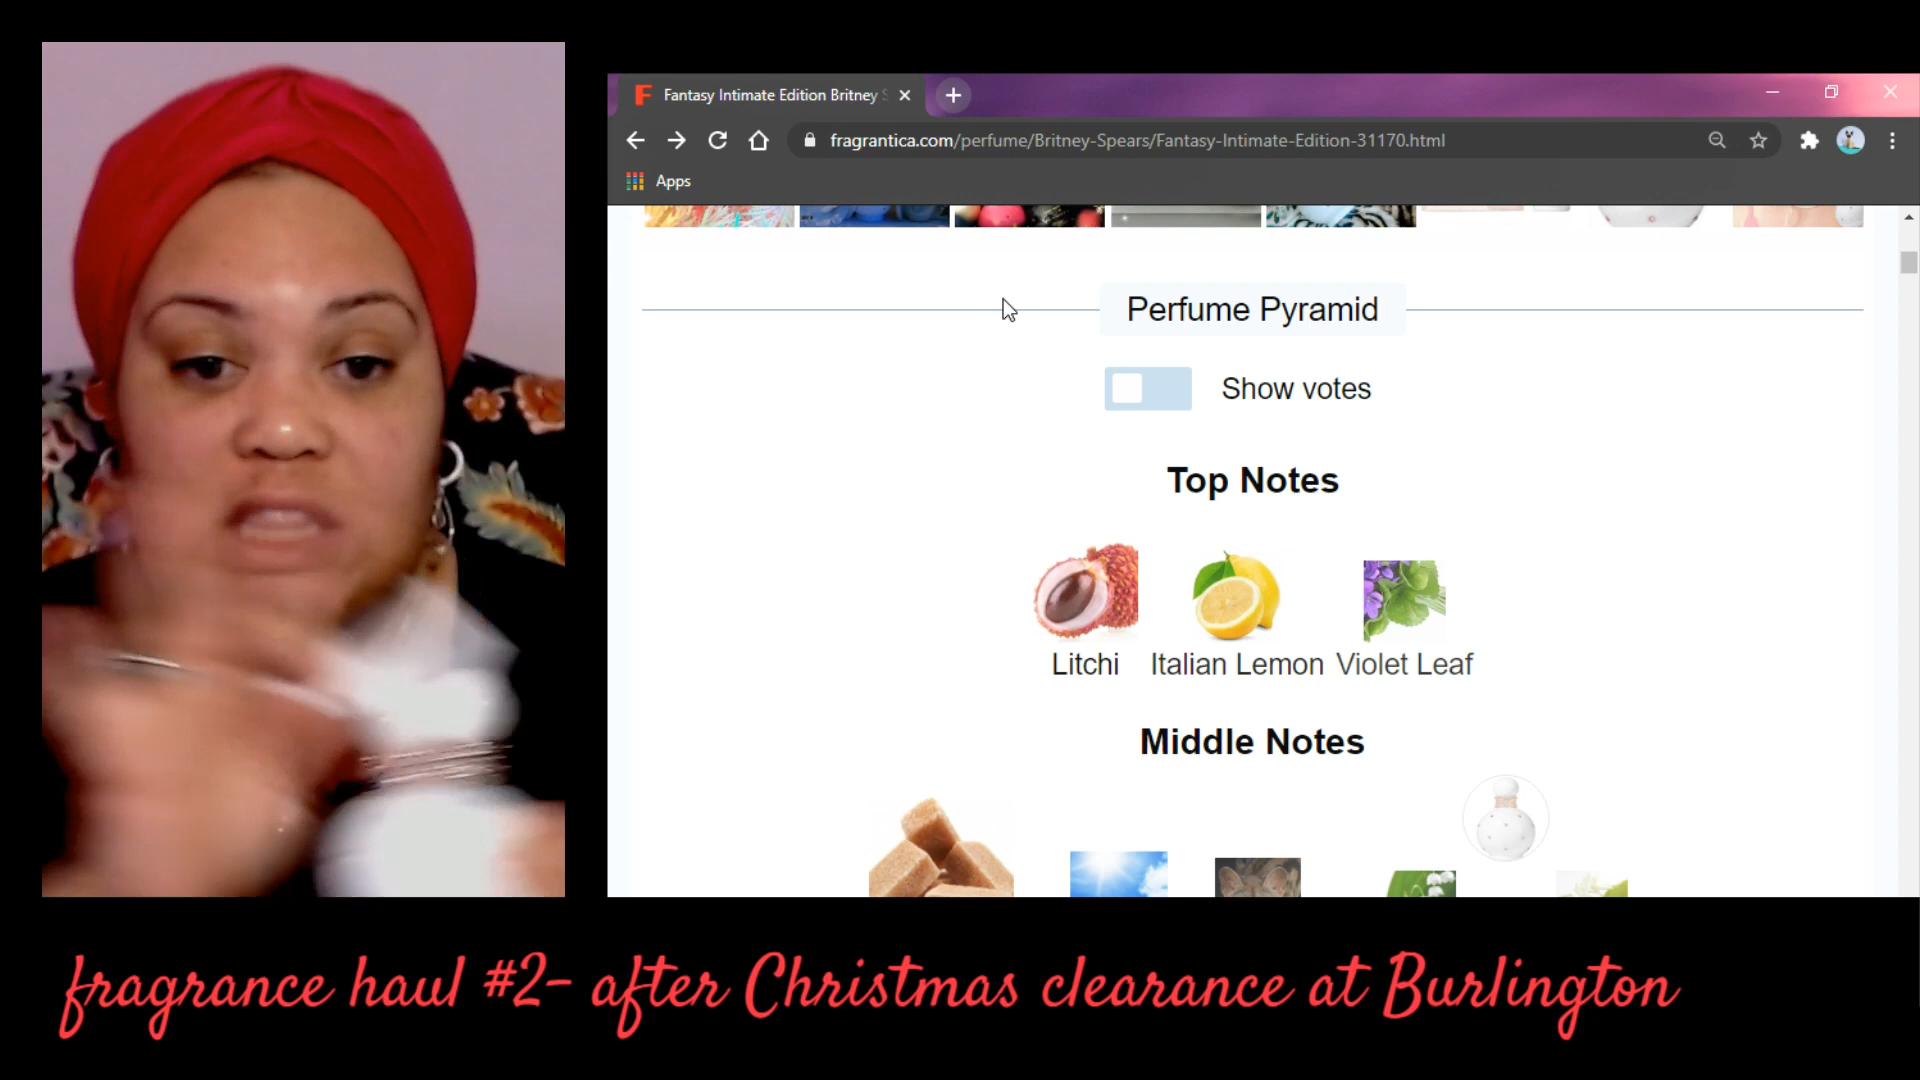 Fantasy Intimate Edition Britney S
fragrantica.com/perfume/Britney-Spears/Fantasy-Intimate-Edition-31170.html
Apps
Perfume Pyramid
Show votes
Top Notes
Litchi Italian Lemon Violet Leaf
Middle Notes
fragrance haul #2- after Christmas clearance at Burlington